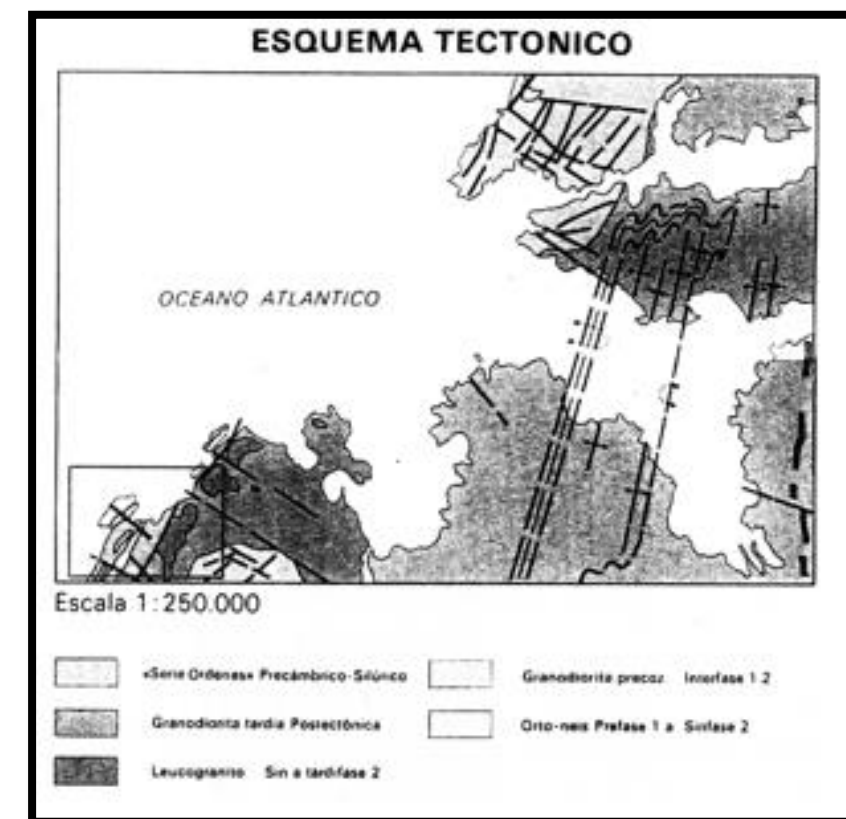 ESQUEMA TECTONICO
OCEANO ATLANTICO
Escala 1:250.000
«Serie Ordenes» Precámbrico-Silúrico
Granodiorita tardía Postectónica
Leucogranito Sin a tardifase 2
Granodiorita precoz Interfase 1-2
Orto-neis Prefase 1 a Sinfase 2